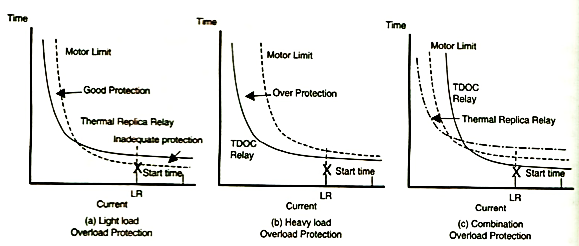 Time
Motor Limit
Good Protection
Thermal Replica Relay
Inadequate protection
X Start time
LR
Current
(a) Light load
Overload Protection
Time
Motor Limit
Over Protection
TDOC
Relay
X Start time
LR
Current
(b) Heavy load
Overload Protection
Time
Motor Limit
TDOC
Relay
Thermal Replica Relay
X Start time
LR
Current
(c) Combination
Overload Protection